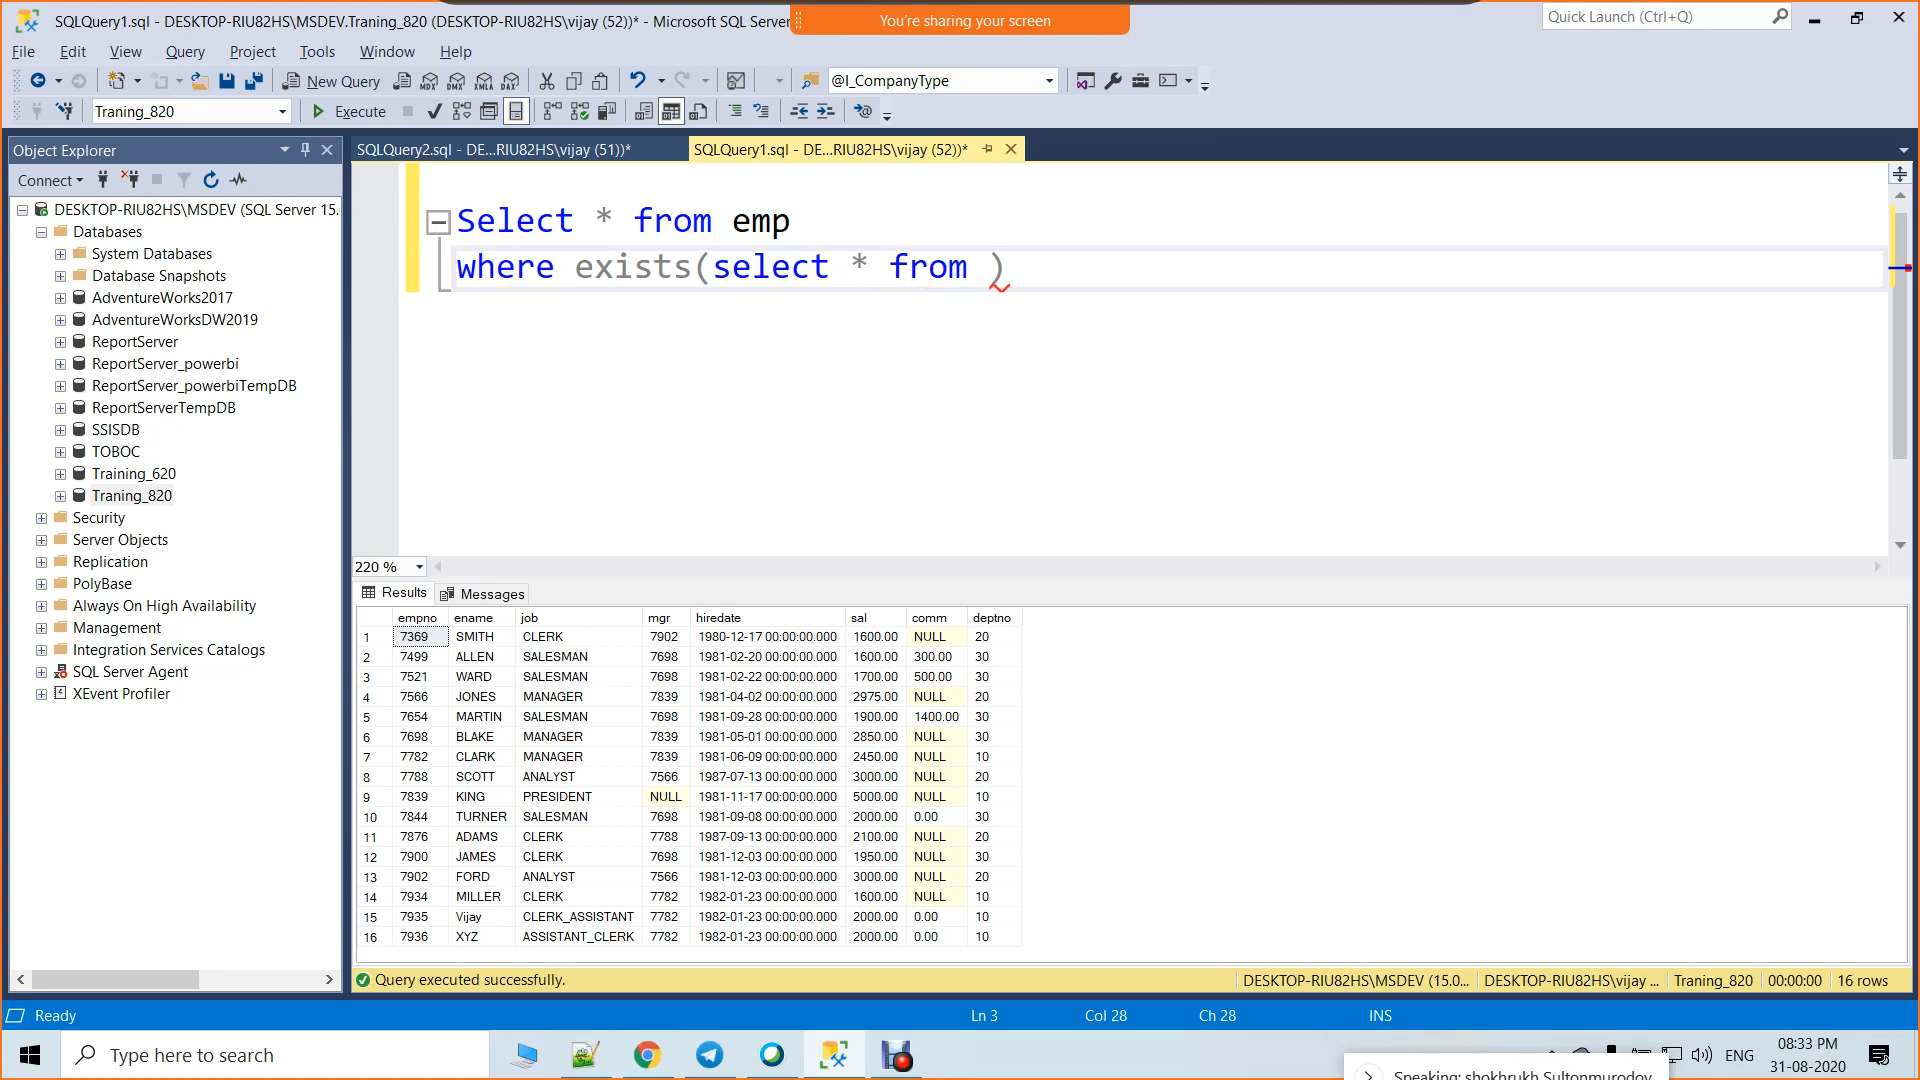 SQLQuery1.sql - DESKTOP-RIU82HS\MSDEV.Traning_820 (DESKTOP-RIU82HS\vijay (52))* - Microsoft SQL Server
You're sharing your screen
Quick Launch (Ctrl+Q)
File Edit View Query Project Tools Window Help
New Query MDX DMX XMLA DAX @I_CompanyType
Traning_820 Execute
Object Explorer
SQLQuery2.sql - DE...RIU82HS\vijay (51))*
SQLQuery1.sql - DE...RIU82HS\vijay (52))*
Connect
DESKTOP-RIU82HS\MSDEV (SQL Server 15.
Databases
System Databases
Database Snapshots
AdventureWorks2017
AdventureWorksDW2019
ReportServer
ReportServer_powerbi
ReportServer_powerbiTempDB
ReportServerTempDB
SSISDB
TOBOC
Training_620
Traning_820
Security
Server Objects
Replication
PolyBase
Always On High Availability
Management
Integration Services Catalogs
SQL Server Agent
XEvent Profiler
Select * from emp
where exists(select * from )
220 %
Results Messages
empno ename job mgr hiredate sal comm deptno
1 7369 SMITH CLERK 7902 1980-12-17 00:00:00.000 1600.00 NULL 20
2 7499 ALLEN SALESMAN 7698 1981-02-20 00:00:00.000 1600.00 300.00 30
3 7521 WARD SALESMAN 7698 1981-02-22 00:00:00.000 1700.00 500.00 30
4 7566 JONES MANAGER 7839 1981-04-02 00:00:00.000 2975.00 NULL 20
5 7654 MARTIN SALESMAN 7698 1981-09-28 00:00:00.000 1900.00 1400.00 30
6 7698 BLAKE MANAGER 7839 1981-05-01 00:00:00.000 2850.00 NULL 30
7 7782 CLARK MANAGER 7839 1981-06-09 00:00:00.000 2450.00 NULL 10
8 7788 SCOTT ANALYST 7566 1987-07-13 00:00:00.000 3000.00 NULL 20
9 7839 KING PRESIDENT NULL 1981-11-17 00:00:00.000 5000.00 NULL 10
10 7844 TURNER SALESMAN 7698 1981-09-08 00:00:00.000 2000.00 0.00 30
11 7876 ADAMS CLERK 7788 1987-09-13 00:00:00.000 2100.00 NULL 20
12 7900 JAMES CLERK 7698 1981-12-03 00:00:00.000 1950.00 NULL 30
13 7902 FORD ANALYST 7566 1981-12-03 00:00:00.000 3000.00 NULL 20
14 7934 MILLER CLERK 7782 1982-01-23 00:00:00.000 1600.00 NULL 10
15 7935 Vijay CLERK_ASSISTANT 7782 1982-01-23 00:00:00.000 2000.00 0.00 10
16 7936 XYZ ASSISTANT_CLERK 7782 1982-01-23 00:00:00.000 2000.00 0.00 10
Query executed successfully. DESKTOP-RIU82HS\MSDEV (15.0... DESKTOP-RIU82HS\vijay ... Traning_820 00:00:00 16 rows
Ready Ln 3 Col 28 Ch 28 INS
Type here to search
ENG
08:33 PM
31-08-2020
Speaking: shokhrukh Sultonmurodov